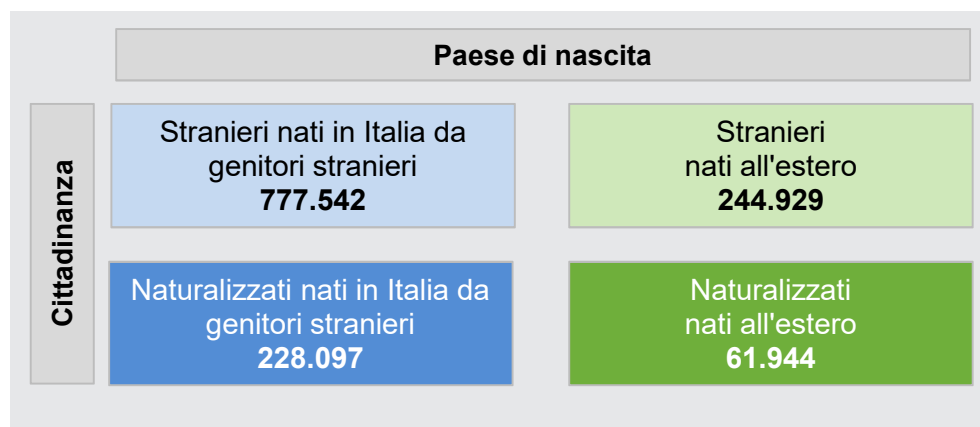 Paese di nascita
Cittadinanza
Stranieri nati in Italia da
genitori stranieri
777.542
Stranieri
nati all'estero
244.929
Naturalizzati nati in Italia da
genitori stranieri
228.097
Naturalizzati
nati all'estero
61.944